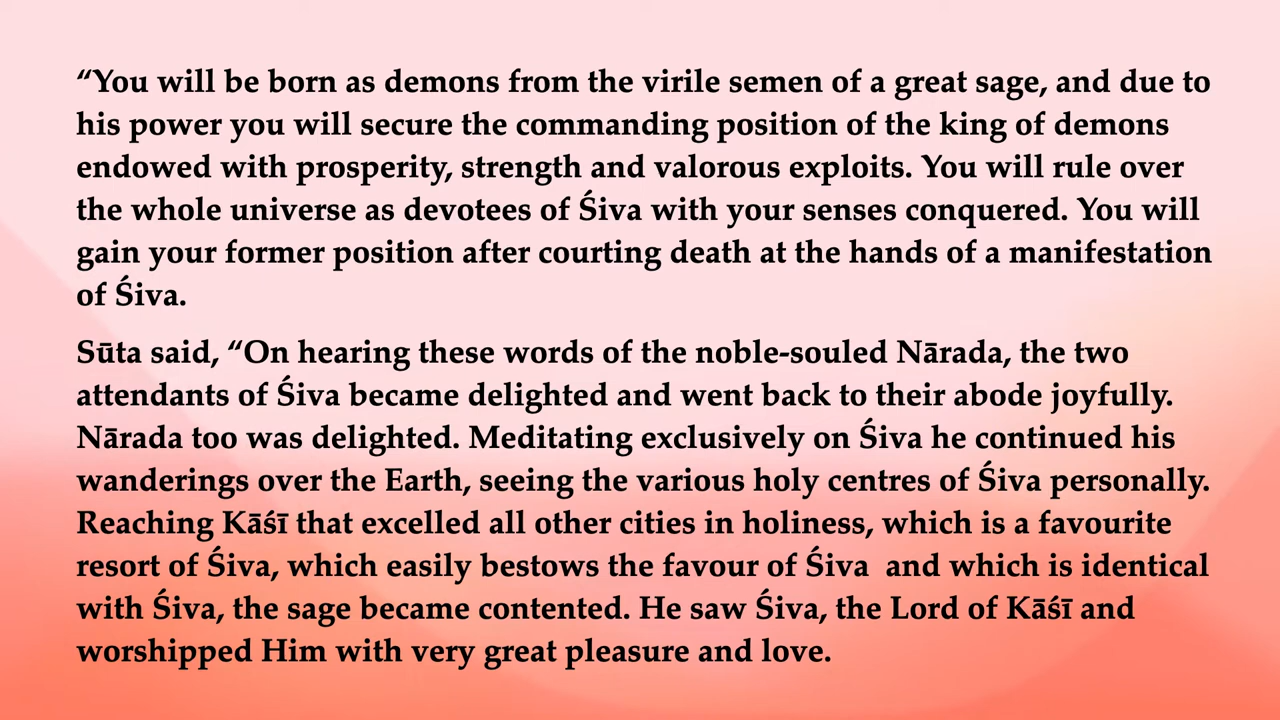 “You will be born as demons from the virile semen of a great sage, and due to
his power you will secure the commanding position of the king of demons
endowed with prosperity, strength and valorous exploits. You will rule over
the whole universe as devotees of Śiva with your senses conquered. You will
gain your former position after courting death at the hands of a manifestation
of Śiva.
Sūta said, “On hearing these words of the noble-souled Nārada, the two
attendants of Śiva became delighted and went back to their abode joyfully.
Nārada too was delighted. Meditating exclusively on Śiva he continued his
wanderings over the Earth, seeing the various holy centres of Śiva personally.
Reaching Kāśī that excelled all other cities in holiness, which is a favourite
resort of Śiva, which easily bestows the favour of Śiva  and which is identical
with Śiva, the sage became contented. He saw Śiva, the Lord of Kāśī and
worshipped Him with very great pleasure and love.